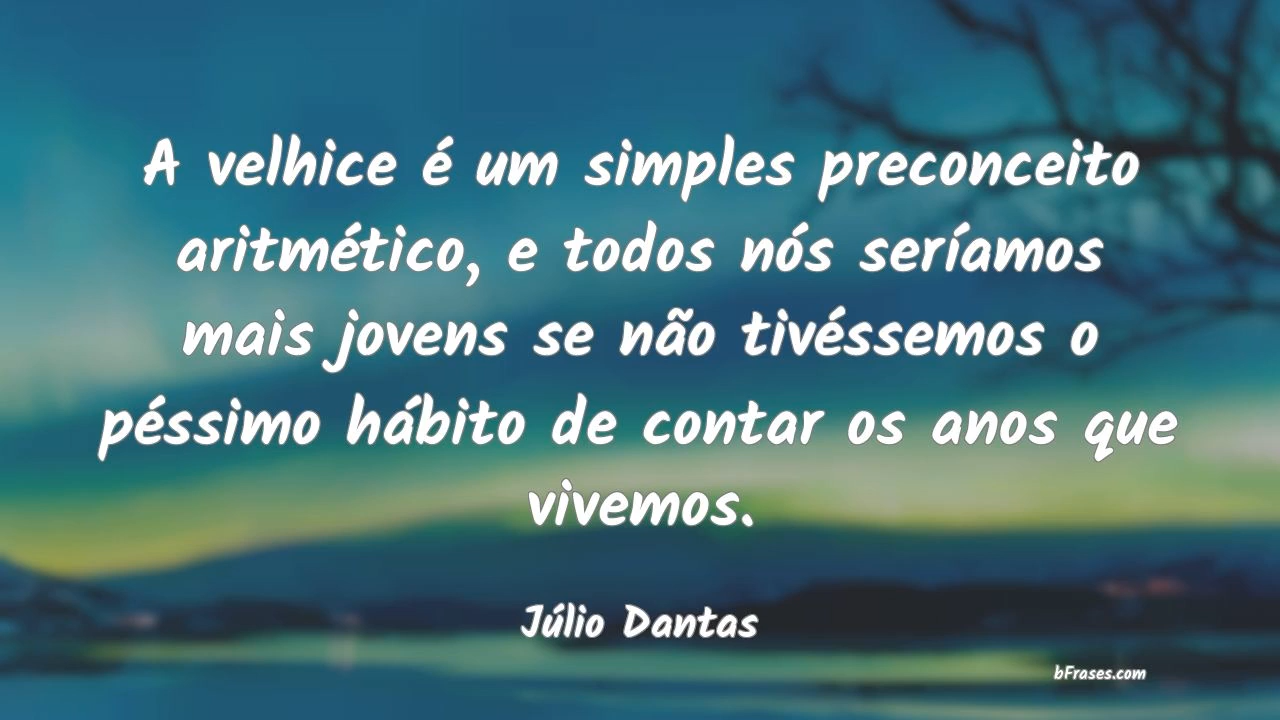 A velhice é um simples preconceito
aritmético, e todos nós seríamos
mais jovens se não tivéssemos o
péssimo hábito de contar os anos que
vivemos.
Júlio Dantas
bFrases.com